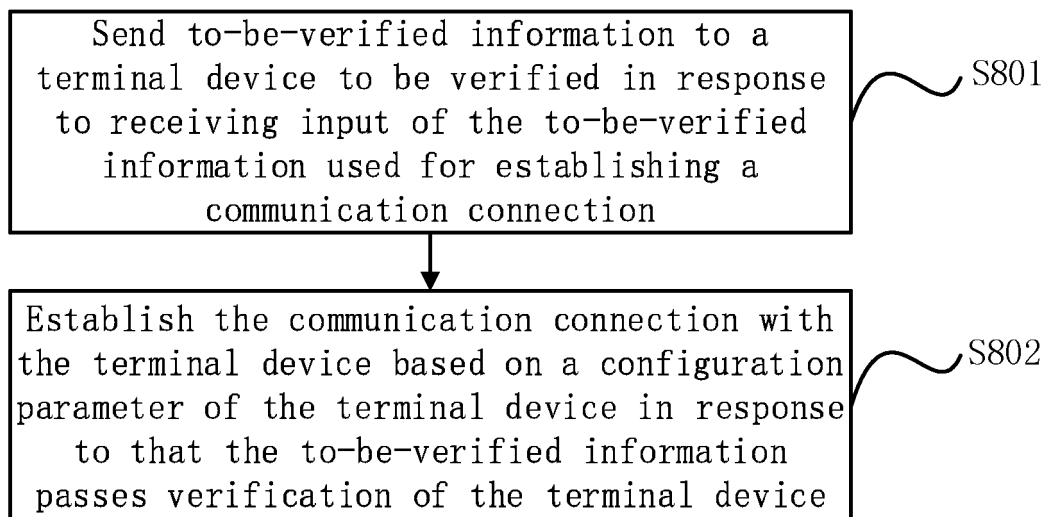 Send to-be-verified information to a
terminal device to be verified in response
to receiving input of the to-be-verified
information used for establishing a
communication connection
S801
Establish the communication connection with
the terminal device based on a configuration
parameter of the terminal device in response
to that the to-be-verified information
passes verification of the terminal device
S802